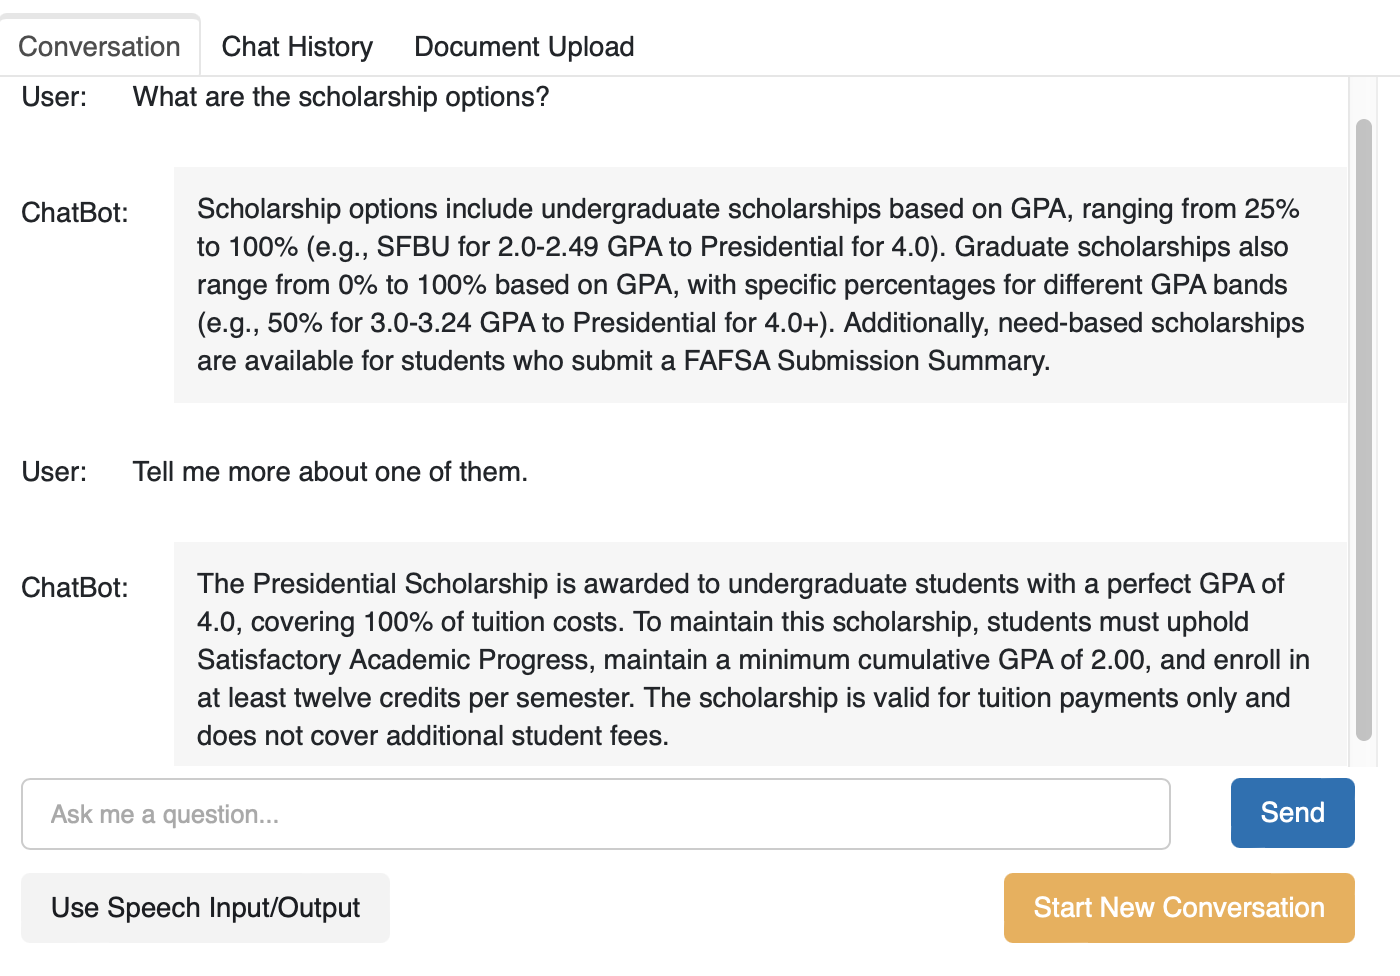 Conversation Chat History Document Upload
User: What are the scholarship options?
ChatBot: Scholarship options include undergraduate scholarships based on GPA, ranging from 25%
to 100% (e.g., SFBU for 2.0-2.49 GPA to Presidential for 4.0). Graduate scholarships also
range from 0% to 100% based on GPA, with specific percentages for different GPA bands
(e.g., 50% for 3.0-3.24 GPA to Presidential for 4.0+). Additionally, need-based scholarships
are available for students who submit a FAFSA Submission Summary.
User: Tell me more about one of them.
ChatBot: The Presidential Scholarship is awarded to undergraduate students with a perfect GPA of
4.0, covering 100% of tuition costs. To maintain this scholarship, students must uphold
Satisfactory Academic Progress, maintain a minimum cumulative GPA of 2.00, and enroll in
at least twelve credits per semester. The scholarship is valid for tuition payments only and
does not cover additional student fees.
Ask me a question... Send
Use Speech Input/Output Start New Conversation